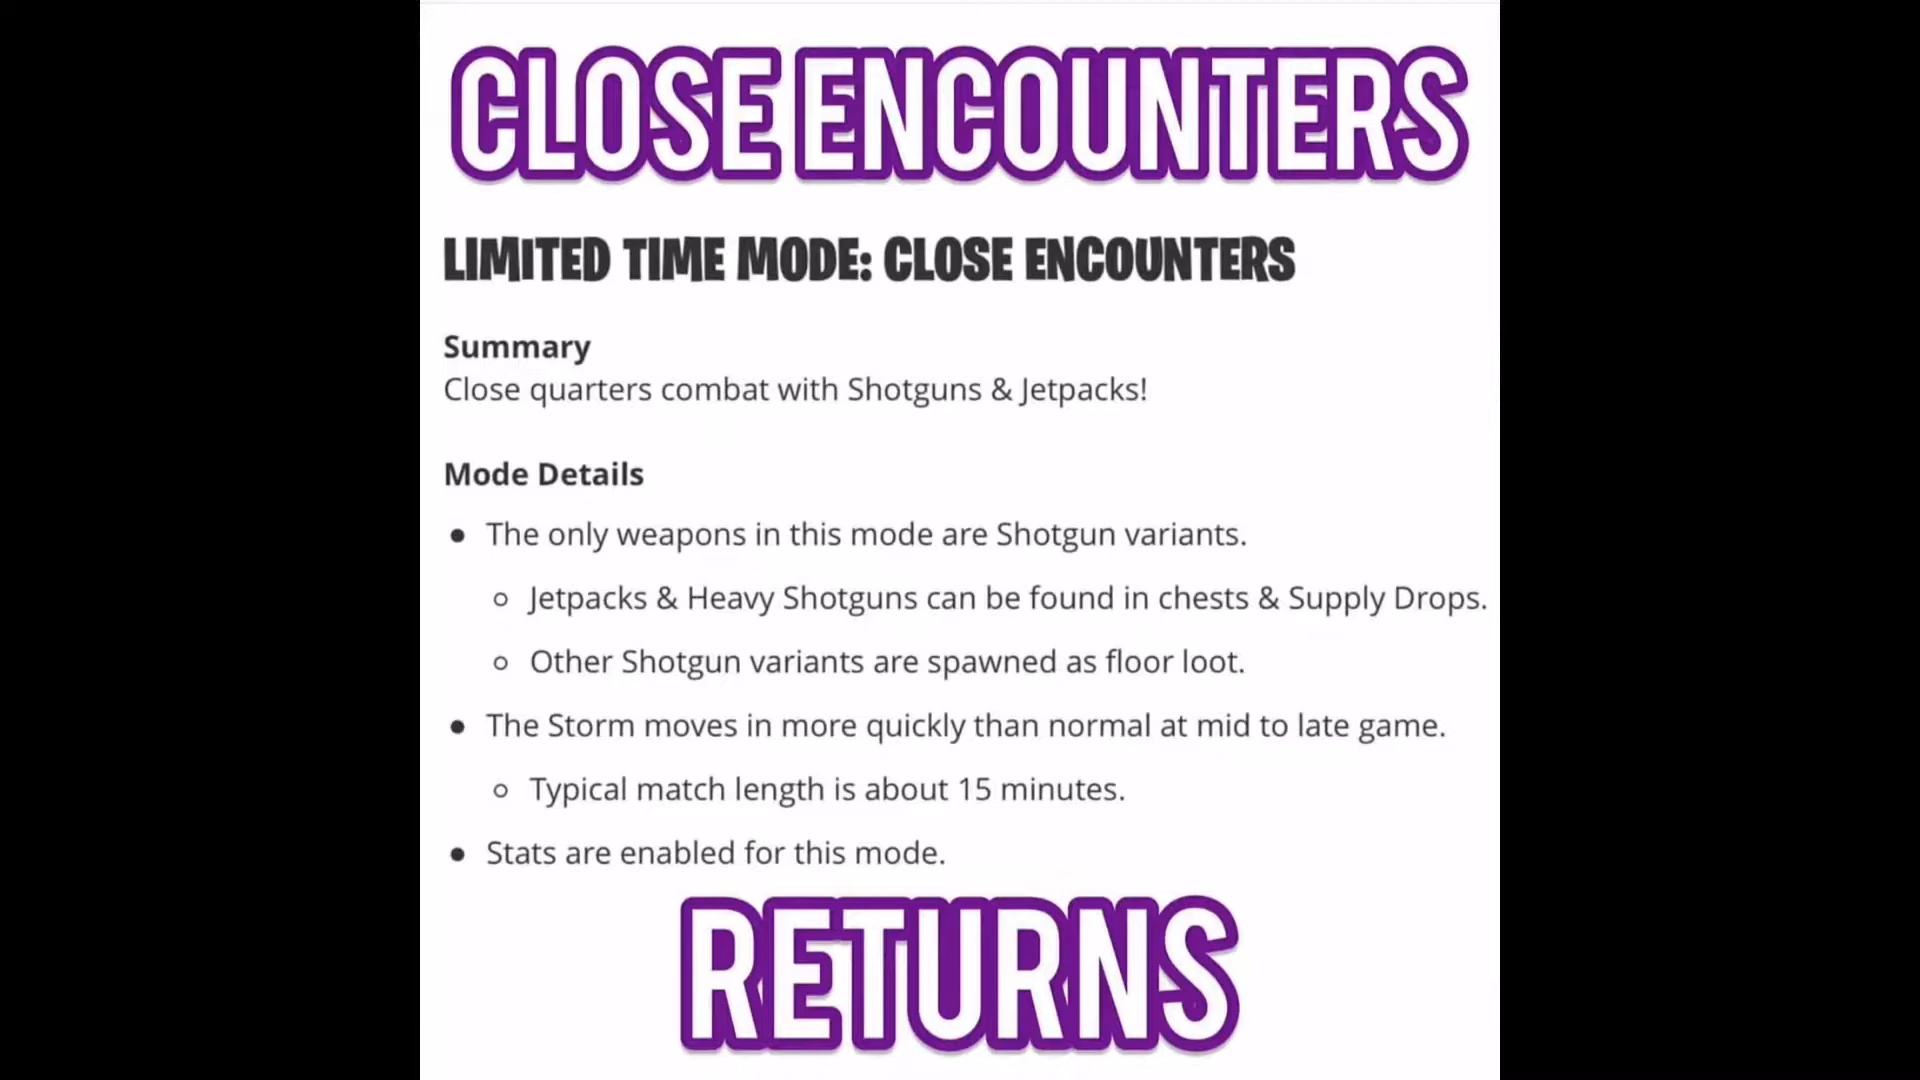 CLOSE ENCOUNTERS
LIMITED TIME MODE: CLOSE ENCOUNTERS
Summary
Close quarters combat with Shotguns & Jetpacks!
Mode Details
• The only weapons in this mode are Shotgun variants.
○ Jetpacks & Heavy Shotguns can be found in chests & Supply Drops.
○ Other Shotgun variants are spawned as floor loot.
• The Storm moves in more quickly than normal at mid to late game.
○ Typical match length is about 15 minutes.
• Stats are enabled for this mode.
RETURNS